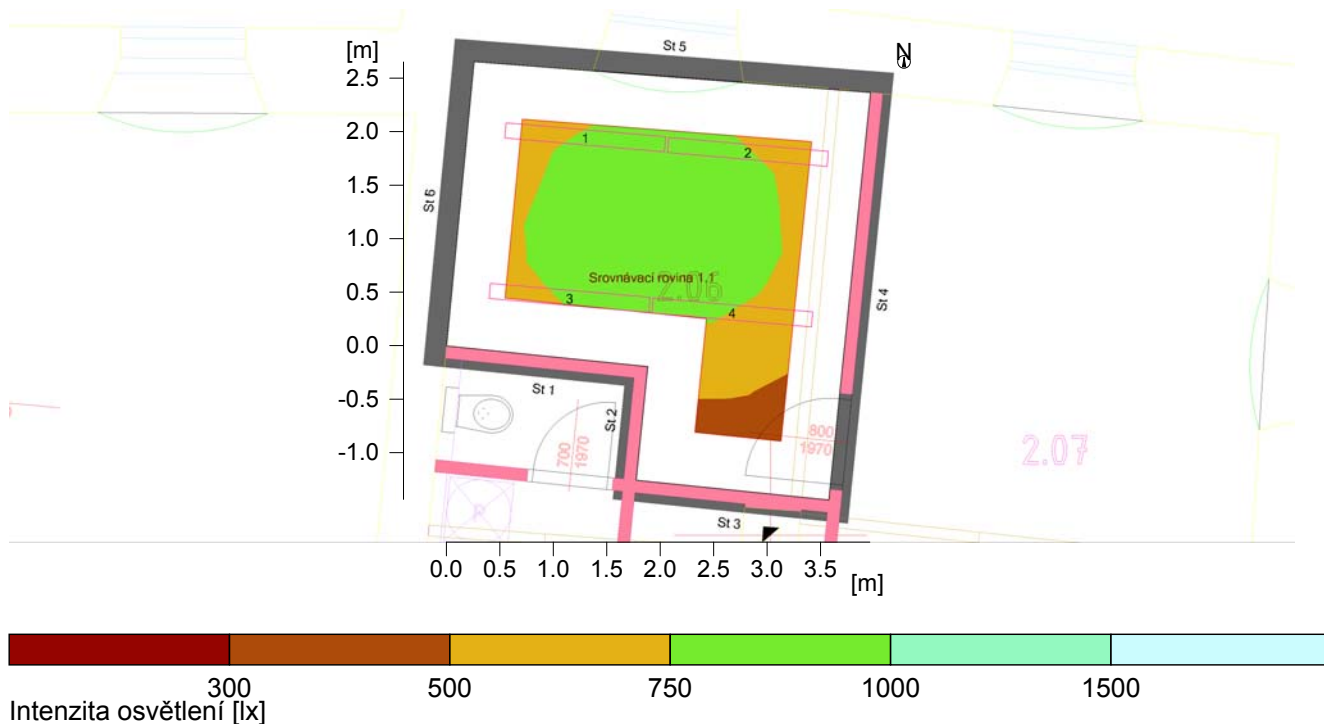 St 5
[m]
N
2.5
2.0
1
2
1.5
St 6
1.0
Srovnávací rovina 1.1
2.06
0.5
3
4
St 4
0.0
St 1
-0.5
St 2
800
1970
700
1970
2.07
-1.0
St 3
0.0 0.5 1.0 1.5 2.0 2.5 3.0 3.5
[m]
300 500 750 1000 1500
Intenzita osvětlení [lx]